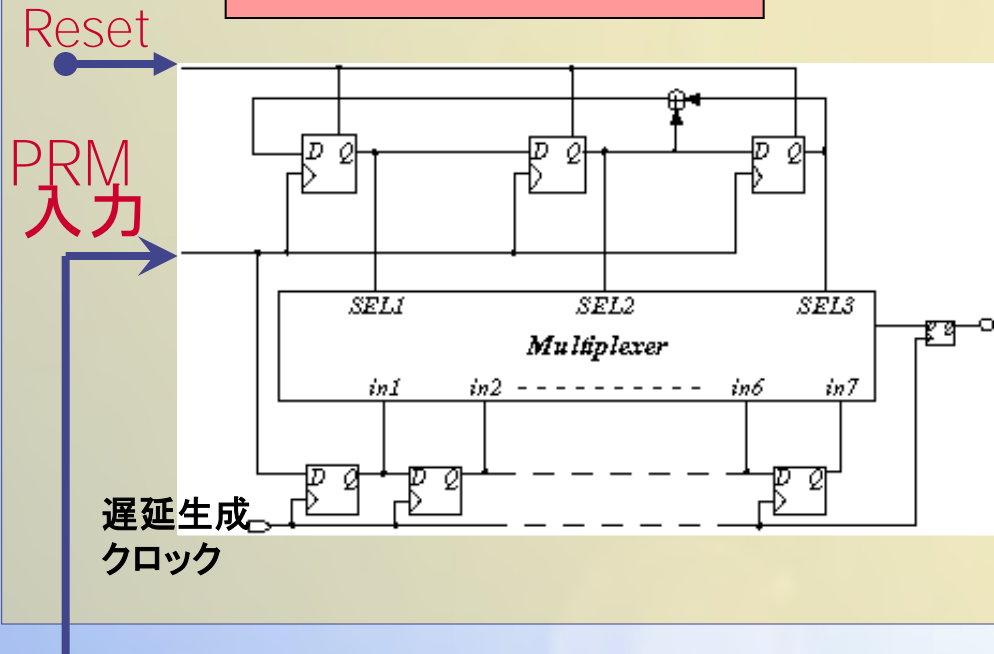 Reset
PRM
入力
D Q
D Q
D Q
SEL1 SEL2 SEL3
Multiplexer
in1 in2 in6 in7
D Q
D Q
D Q
D Q
遅延生成
クロック